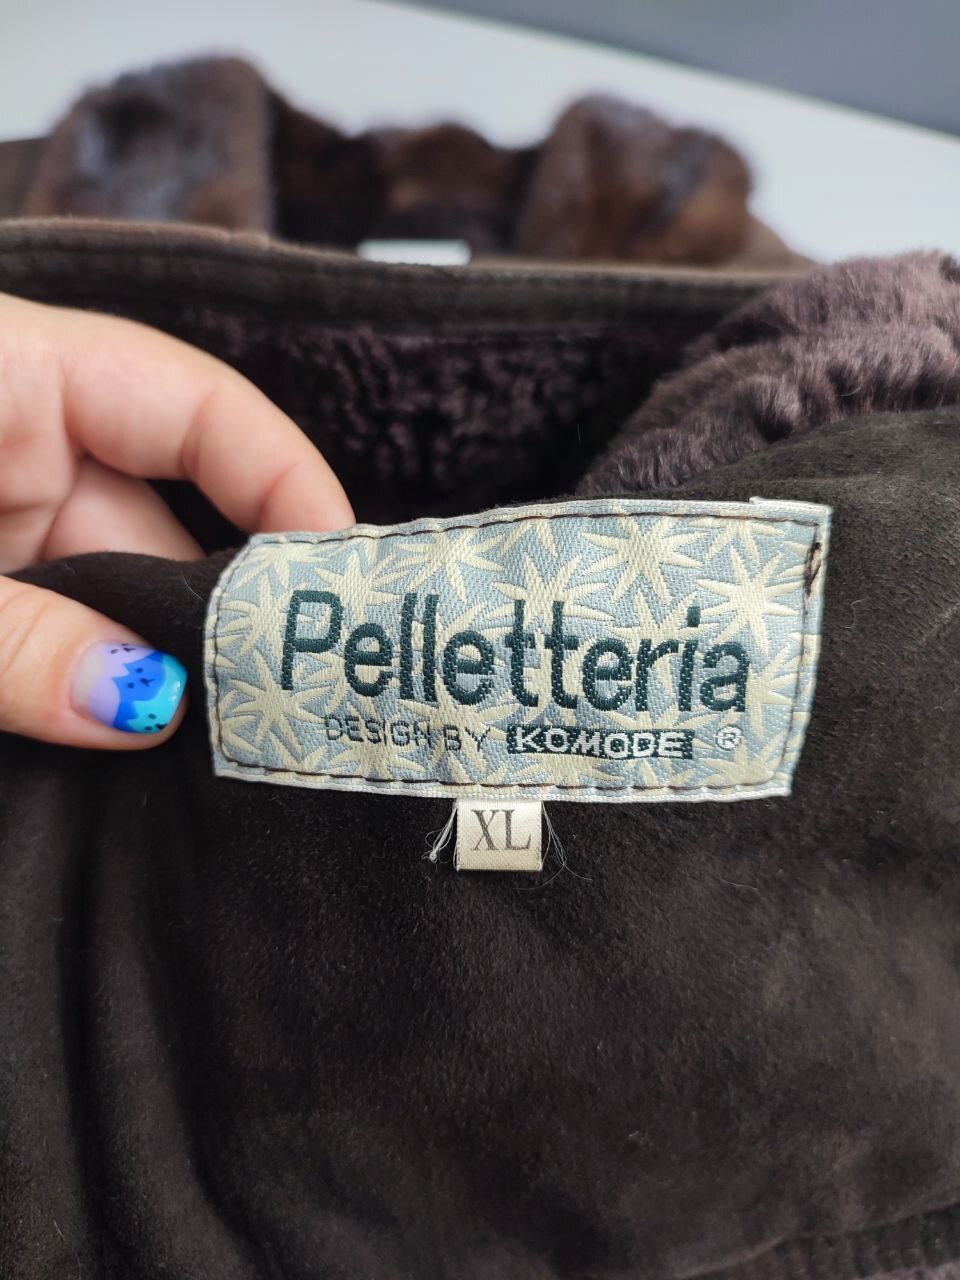 Pelletteria
DESIGN BY KOMODE ®
XL